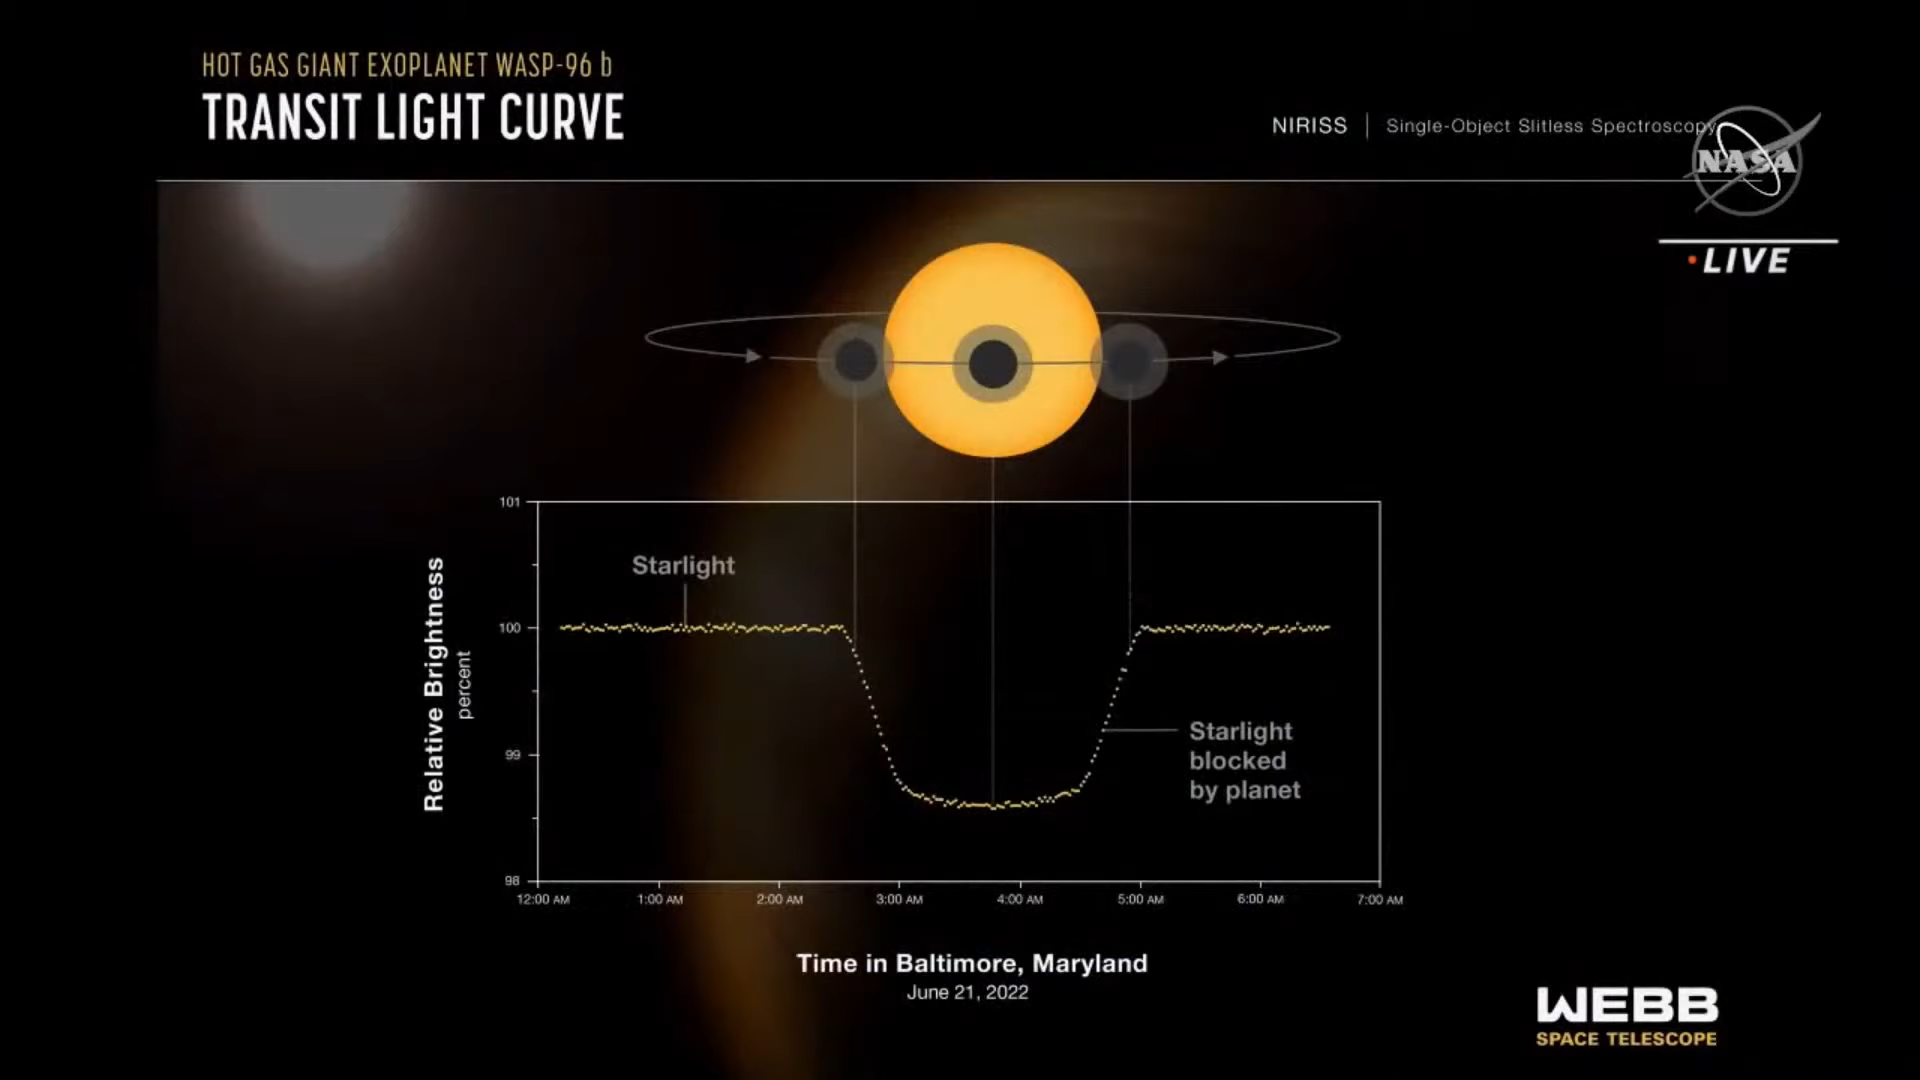 HOT GAS GIANT EXOPLANET WASP-96 b
TRANSIT LIGHT CURVE
NIRISS | Single-Object Slitless Spectroscopy
NASA
LIVE
101
Starlight
100
Relative Brightness
percent
99
Starlight
blocked
by planet
98
12:00 AM 1:00 AM 2:00 AM 3:00 AM 4:00 AM 5:00 AM 6:00 AM 7:00 AM
Time in Baltimore, Maryland
June 21, 2022
WEBB
SPACE TELESCOPE